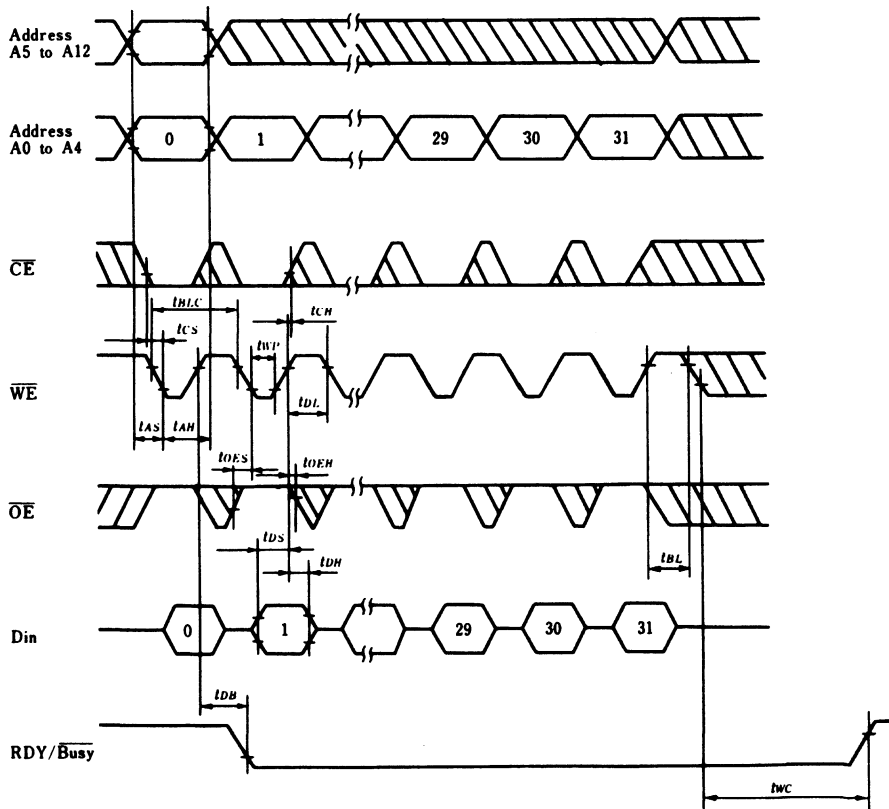 Address
A5 to A12
Address
A0 to A4
0 1 29 30 31
CE
tBLC
tCS
tCH
tWP
WE
tDL
tAS tAH
tOES
tOEH
OE
tDS
tDH
tBL
Din
0 1 29 30 31
tDB
RDY/Busy
tWC